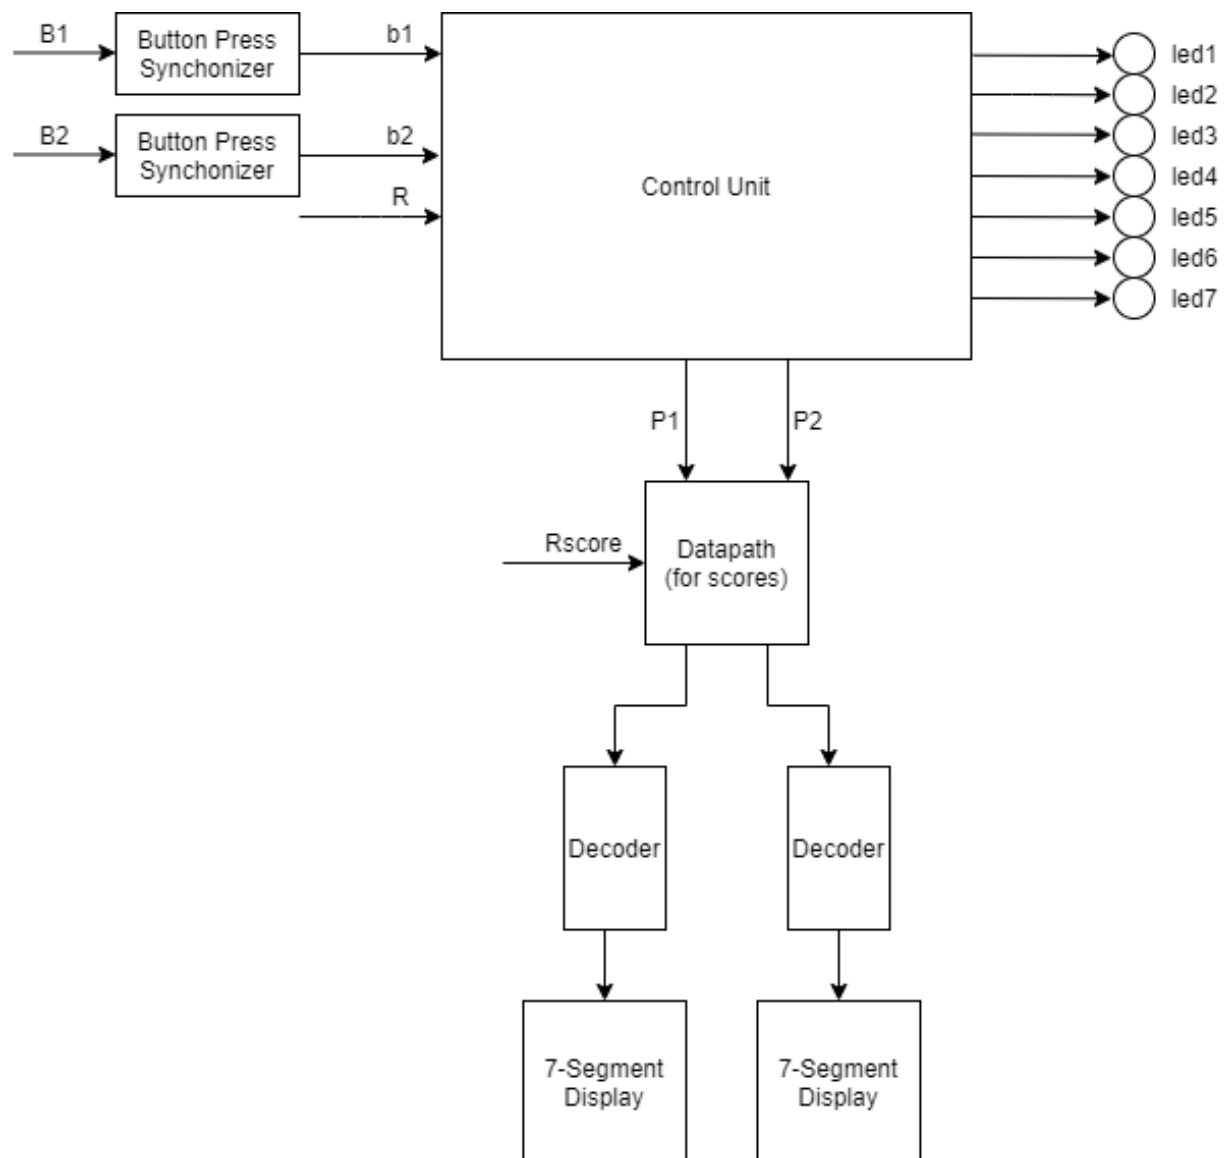 B1
Button Press
Synchonizer
b1
B2
Button Press
Synchonizer
b2
R
Control Unit
led1
led2
led3
led4
led5
led6
led7
P1
P2
Rscore
Datapath
(for scores)
Decoder
Decoder
7-Segment
Display
7-Segment
Display